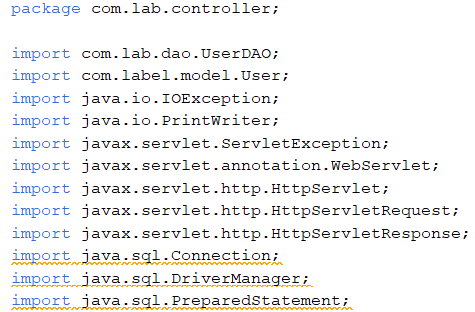 package com.lab.controller;
import com.lab.dao.UserDAO;
import com.label.model.User;
import java.io.IOException;
import java.io.PrintWriter;
import javax.servlet.ServletException;
import javax.servlet.annotation.WebServlet;
import javax.servlet.http.HttpServlet;
import javax.servlet.http.HttpServletRequest;
import javax.servlet.http.HttpServletResponse;
import java.sql.Connection;
import java.sql.DriverManager;
import java.sql.PreparedStatement;